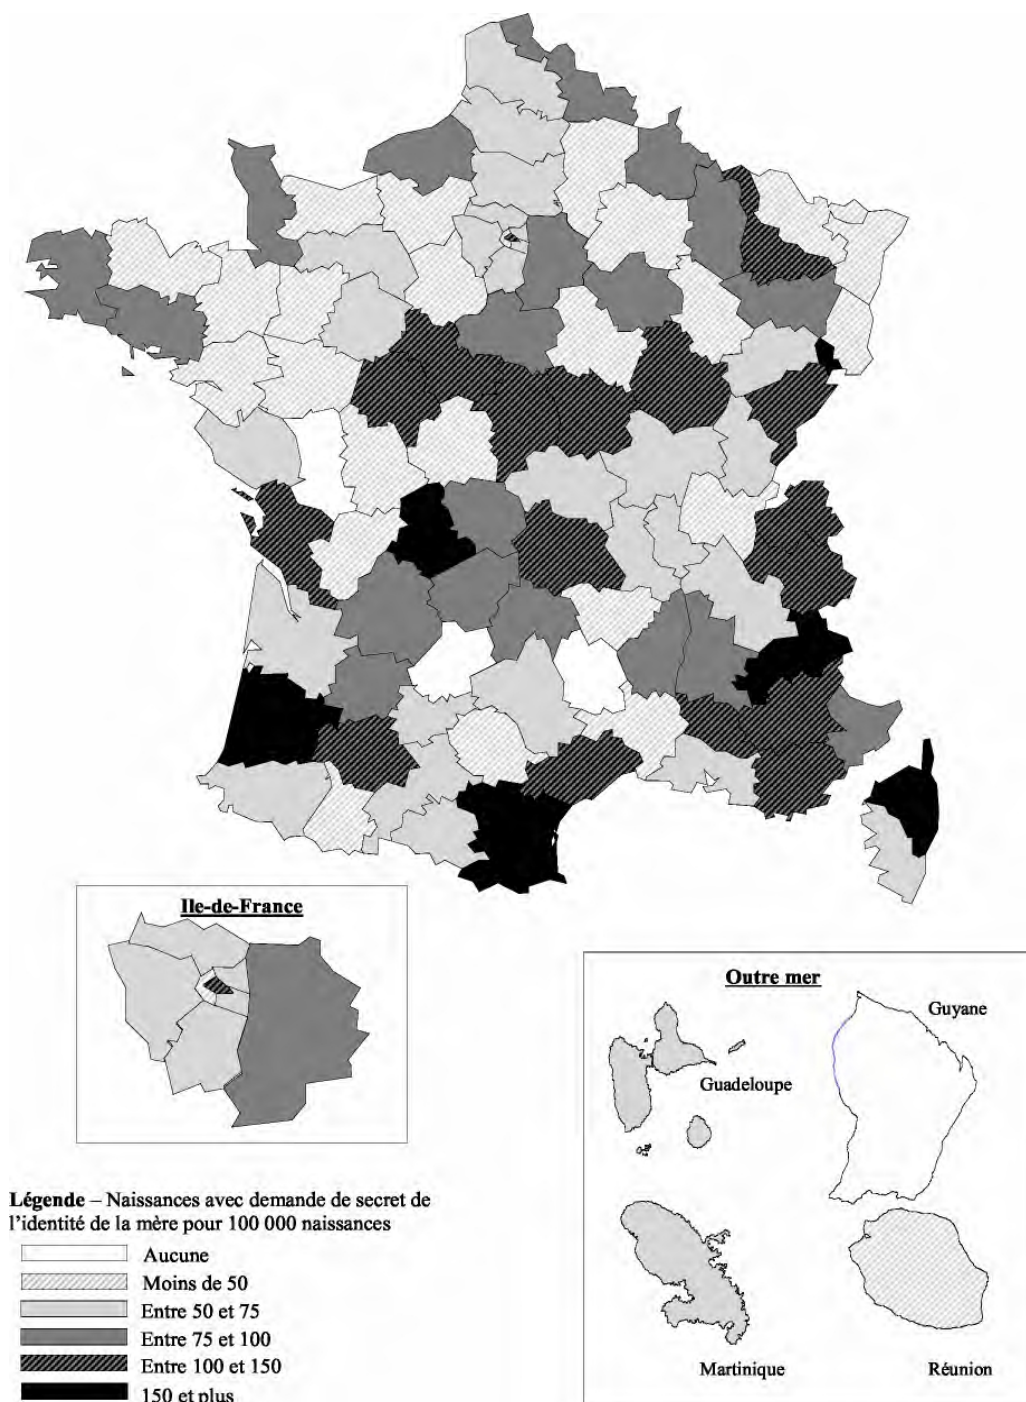 Ile-de-France
Outre mer
Guyane
Guadeloupe
Martinique
Réunion
Légende – Naissances avec demande de secret de
l'identité de la mère pour 100 000 naissances
Aucune
Moins de 50
Entre 50 et 75
Entre 75 et 100
Entre 100 et 150
150 et plus